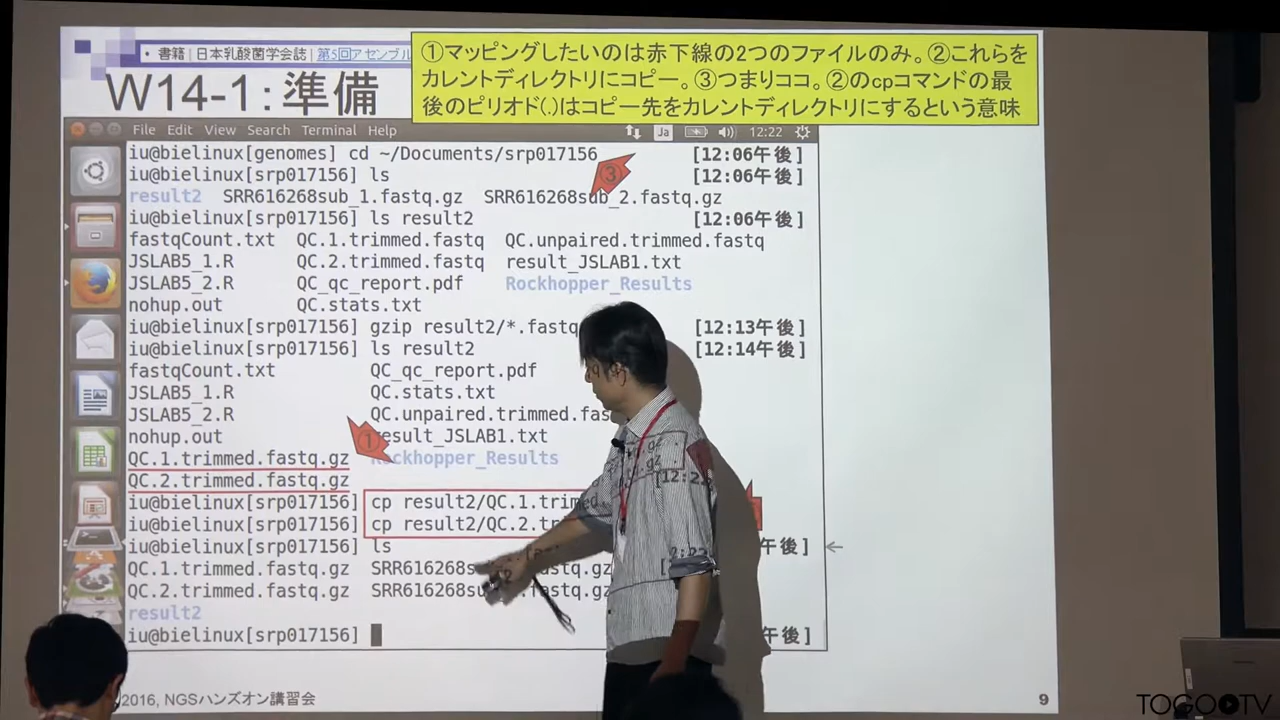 ・書籍 | 日本乳酸菌学会誌 | 第5回アセンブル
W14-1：準備
①マッピングしたいのは赤下線の2つのファイルのみ。②これらを
カレントディレクトリにコピー。③つまりココ。②のcpコマンドの最
後のピリオド(.)はコピー先をカレントディレクトリにするという意味
File Edit View Search Terminal Help Ja 12:22
iu@bielinux[genomes] cd ~/Documents/srp017156 [12:06午後]
③
iu@bielinux[srp017156] ls [12:06午後]
result2 SRR616268sub_1.fastq.gz SRR616268sub_2.fastq.gz
iu@bielinux[srp017156] ls result2 [12:06午後]
fastqCount.txt QC.1.trimmed.fastq QC.unpaired.trimmed.fastq
JSLAB5_1.R QC.2.trimmed.fastq result_JSLAB1.txt
JSLAB5_2.R QC_qc_report.pdf Rockhopper_Results
nohup.out QC.stats.txt
iu@bielinux[srp017156] gzip result2/*.fastq [12:13午後]
iu@bielinux[srp017156] ls result2 [12:14午後]
fastqCount.txt QC_qc_report.pdf
JSLAB5_1.R QC.stats.txt
JSLAB5_2.R QC.unpaired.trimmed.fas
nohup.out result_JSLAB1.txt
①
QC.1.trimmed.fastq.gz Rockhopper_Results
QC.2.trimmed.fastq.gz
iu@bielinux[srp017156] cp result2/QC.1.trimmed.
iu@bielinux[srp017156] cp result2/QC.2.tr
iu@bielinux[srp017156] ls 午後]
QC.1.trimmed.fastq.gz SRR616268s astq.gz
QC.2.trimmed.fastq.gz SRR616268su .fastq.gz
result2
iu@bielinux[srp017156] 午後]
2016, NGSハンズオン講習会
9
TOGOTV